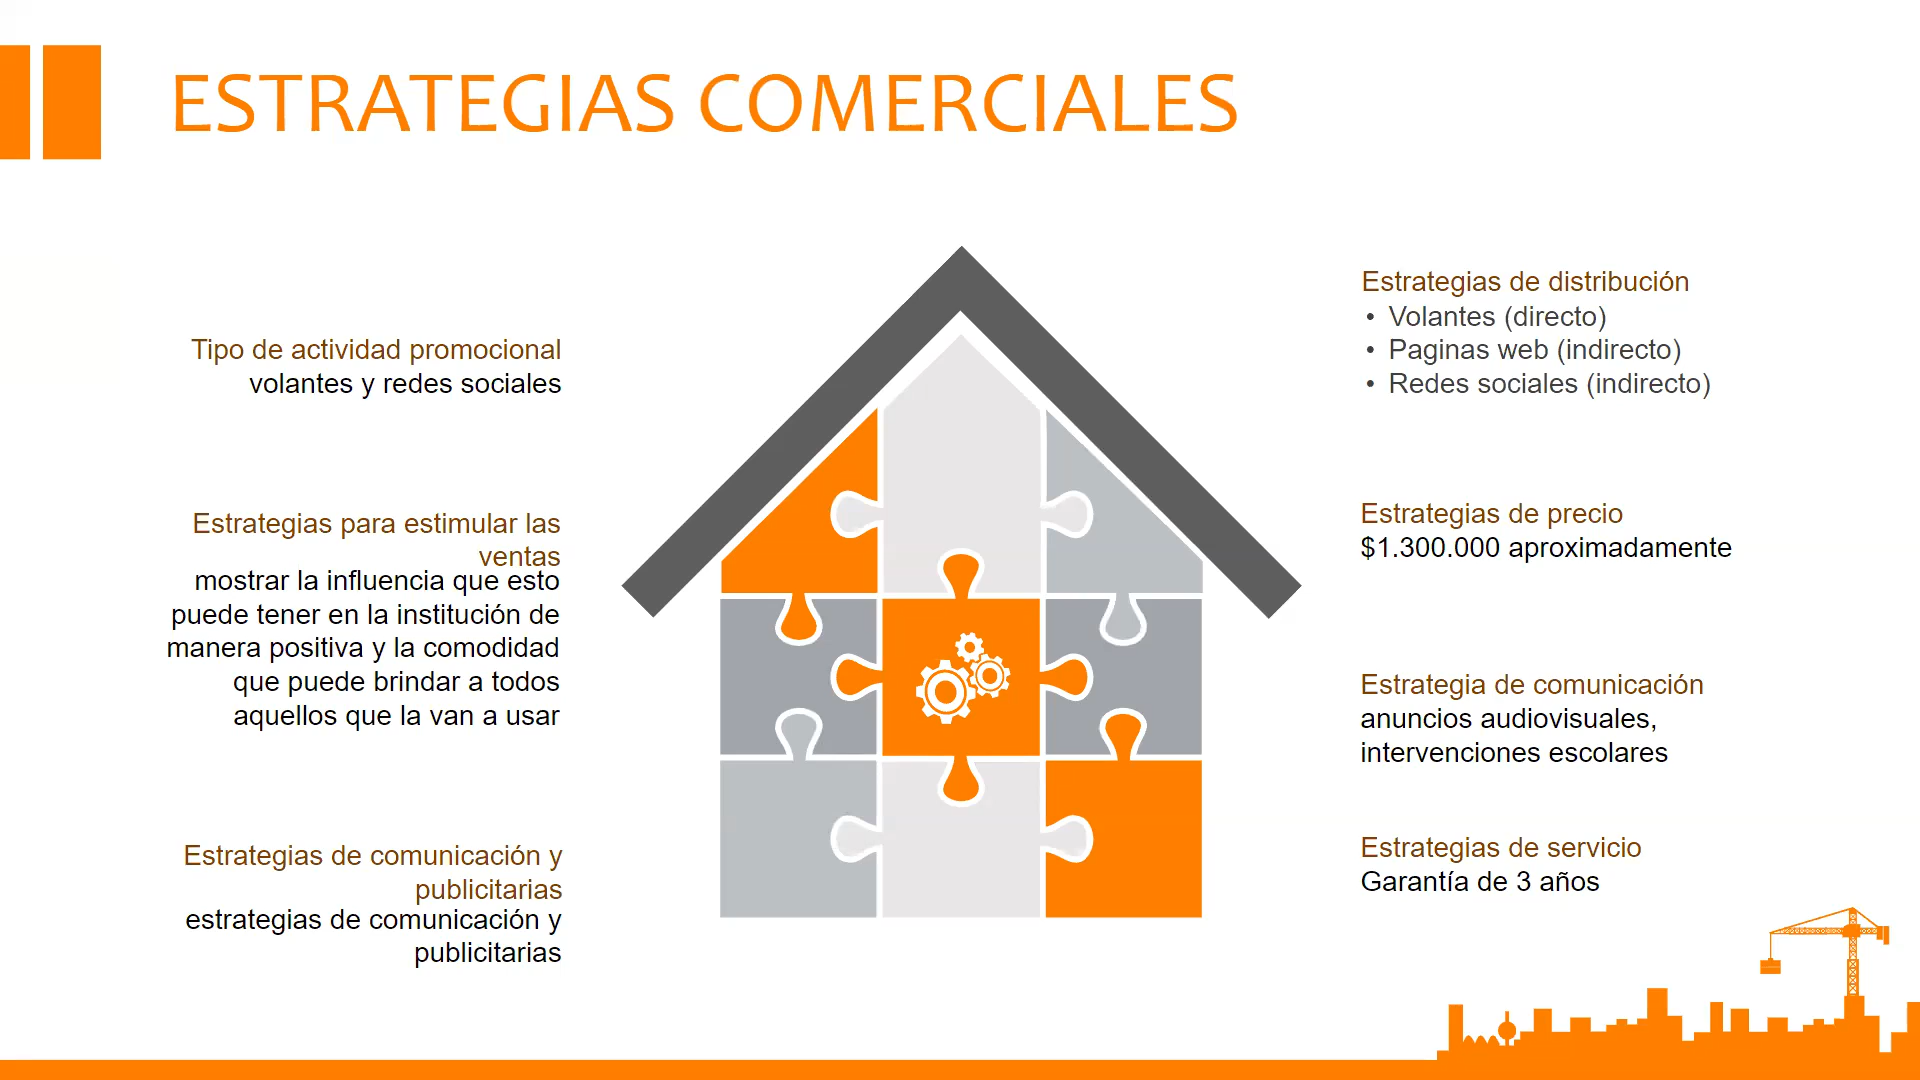 ESTRATEGIAS COMERCIALES
Tipo de actividad promocional
volantes y redes sociales
Estrategias para estimular las
ventas
mostrar la influencia que esto
puede tener en la institución de
manera positiva y la comodidad
que puede brindar a todos
aquellos que la van a usar
Estrategias de comunicación y
publicitarias
estrategias de comunicación y
publicitarias
Estrategias de distribución
• Volantes (directo)
• Paginas web (indirecto)
• Redes sociales (indirecto)
Estrategias de precio
$1.300.000 aproximadamente
Estrategia de comunicación
anuncios audiovisuales,
intervenciones escolares
Estrategias de servicio
Garantía de 3 años